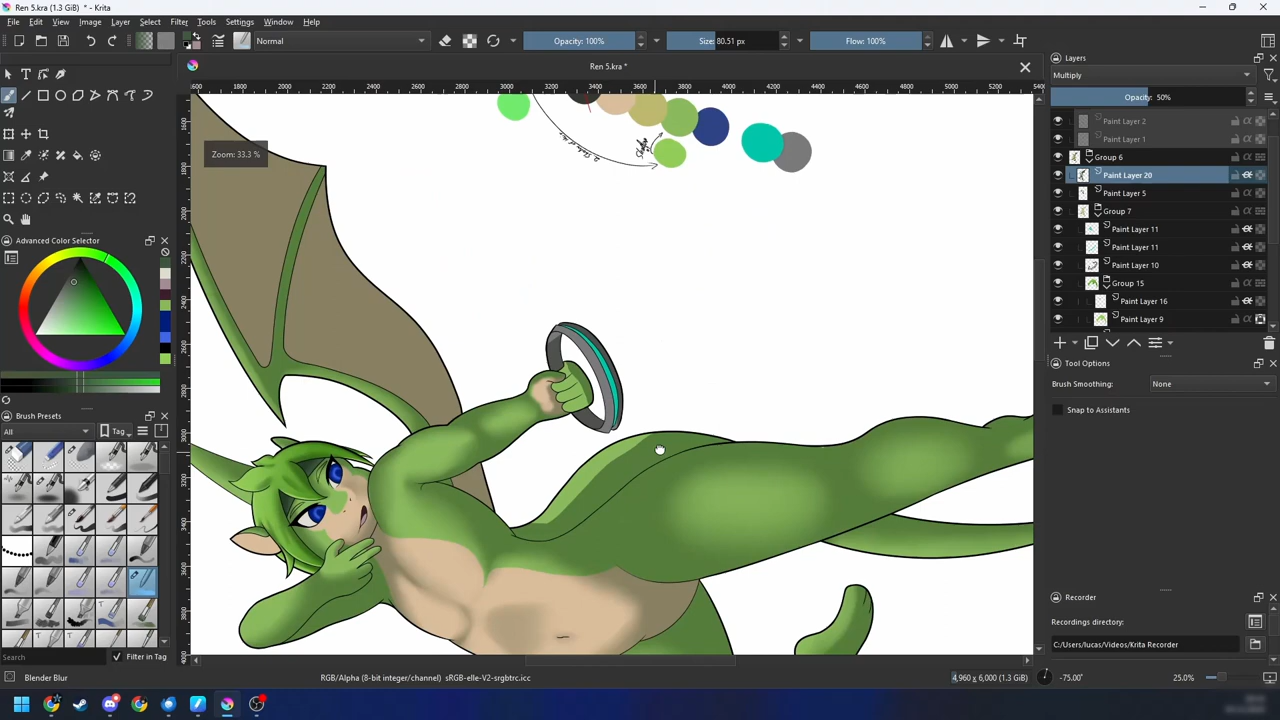 Ren 5.kra (1.3 GiB) * - Krita
File Edit View Image Layer Select Filter Tools Settings Window Help
Normal Opacity: 100% Size: 80.51 px Flow: 100%
Ren 5.kra *
Zoom: 33.3 %
Advanced Color Selector
Brush Presets
All Tag
Search Filter in Tag
Layers
Multiply
Opacity: 50%
Paint Layer 2
Paint Layer 1
Group 6
Paint Layer 20
Paint Layer 5
Group 7
Paint Layer 11
Paint Layer 11
Paint Layer 10
Group 15
Paint Layer 16
Paint Layer 9
Tool Options
Brush Smoothing: None
Snap to Assistants
Recorder
Recordings directory:
C:/Users/lucas/Videos/Krita Recorder
Blender Blur RGB/Alpha (8-bit integer/channel) sRGB-elle-V2-srgbtrc.icc 4,960 x 6,000 (1.3 GiB) -75.00° 25.0%